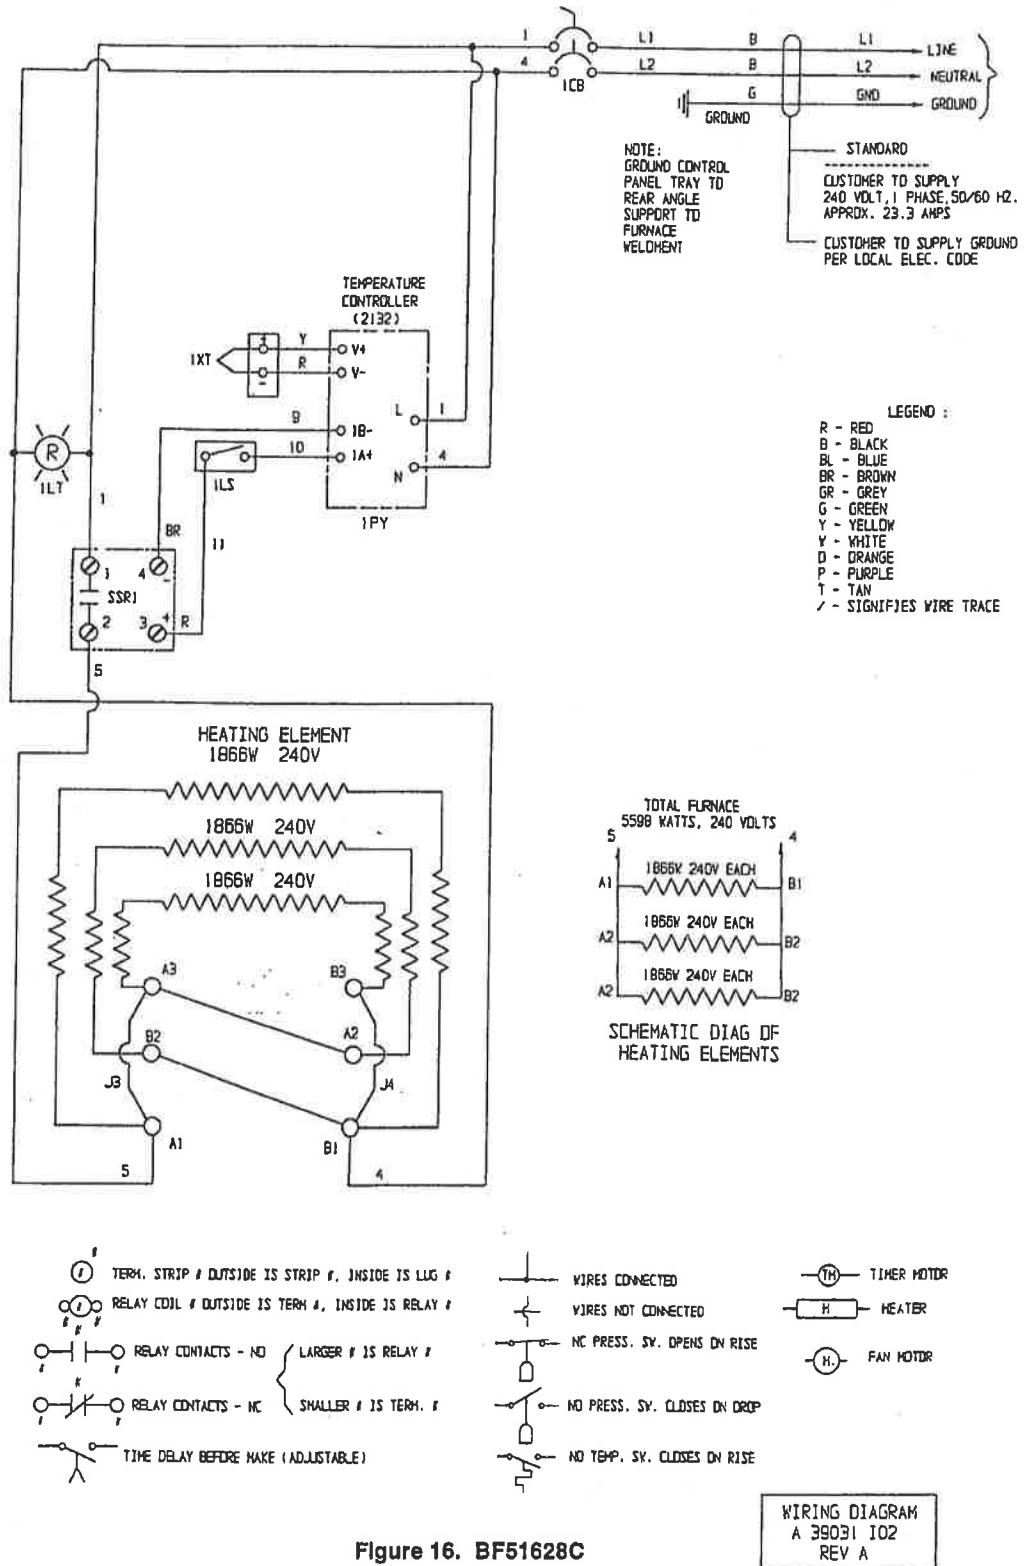 1 L1 B L1 LINE
4 L2 B L2 NEUTRAL
1CB G GND GROUND
GROUND
NOTE:
GROUND CONTROL
PANEL TRAY TO
REAR ANGLE
SUPPORT TO
FURNACE
WELDMENT
STANDARD
CUSTOMER TO SUPPLY
240 VOLT, 1 PHASE, 50/60 HZ.
APPROX. 23.3 AMPS
CUSTOMER TO SUPPLY GROUND
PER LOCAL ELEC. CODE
TEMPERATURE
CONTROLLER
(2132)
1XT + Y V+
- R V-
L 1
9 1B-
10 1A+
N 4
1LS
1PY
R
1LT
1
BR
11
1 4 -
SSR1
2 3 + R
5
LEGEND :
R - RED
B - BLACK
BL - BLUE
BR - BROWN
GR - GREY
G - GREEN
Y - YELLOW
W - WHITE
O - ORANGE
P - PURPLE
T - TAN
/ - SIGNIFIES WIRE TRACE
HEATING ELEMENT
1866W 240V
1866W 240V
1866W 240V
A3 B3
B2 A2
J3 J4
A1 B1
5 4
TOTAL FURNACE
5598 WATTS, 240 VOLTS
5 4
1866W 240V EACH
A1 B1
1866W 240V EACH
A2 B2
1866W 240V EACH
A2 B2
SCHEMATIC DIAG OF
HEATING ELEMENTS
TERM. STRIP # OUTSIDE IS STRIP #, INSIDE IS LUG #
RELAY COIL # OUTSIDE IS TERM #, INSIDE IS RELAY #
RELAY CONTACTS - NO
LARGER # IS RELAY #
RELAY CONTACTS - NC
SMALLER # IS TERM. #
TIME DELAY BEFORE MAKE (ADJUSTABLE)
WIRES CONNECTED
WIRES NOT CONNECTED
NC PRESS. SW. OPENS ON RISE
NO PRESS. SW. CLOSES ON DROP
NO TEMP. SW. CLOSES ON RISE
TM TIMER MOTOR
H HEATER
M. FAN MOTOR
WIRING DIAGRAM
A 39031 I02
REV A
Figure 16. BF51628C